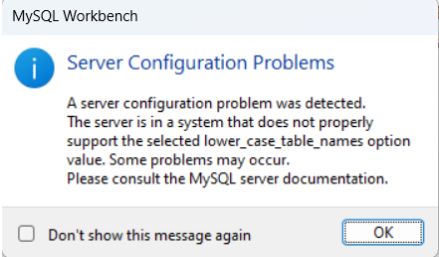 MySQL Workbench
Server Configuration Problems
A server configuration problem was detected.
The server is in a system that does not properly
support the selected lower_case_table_names option
value. Some problems may occur.
Please consult the MySQL server documentation.
Don't show this message again
OK